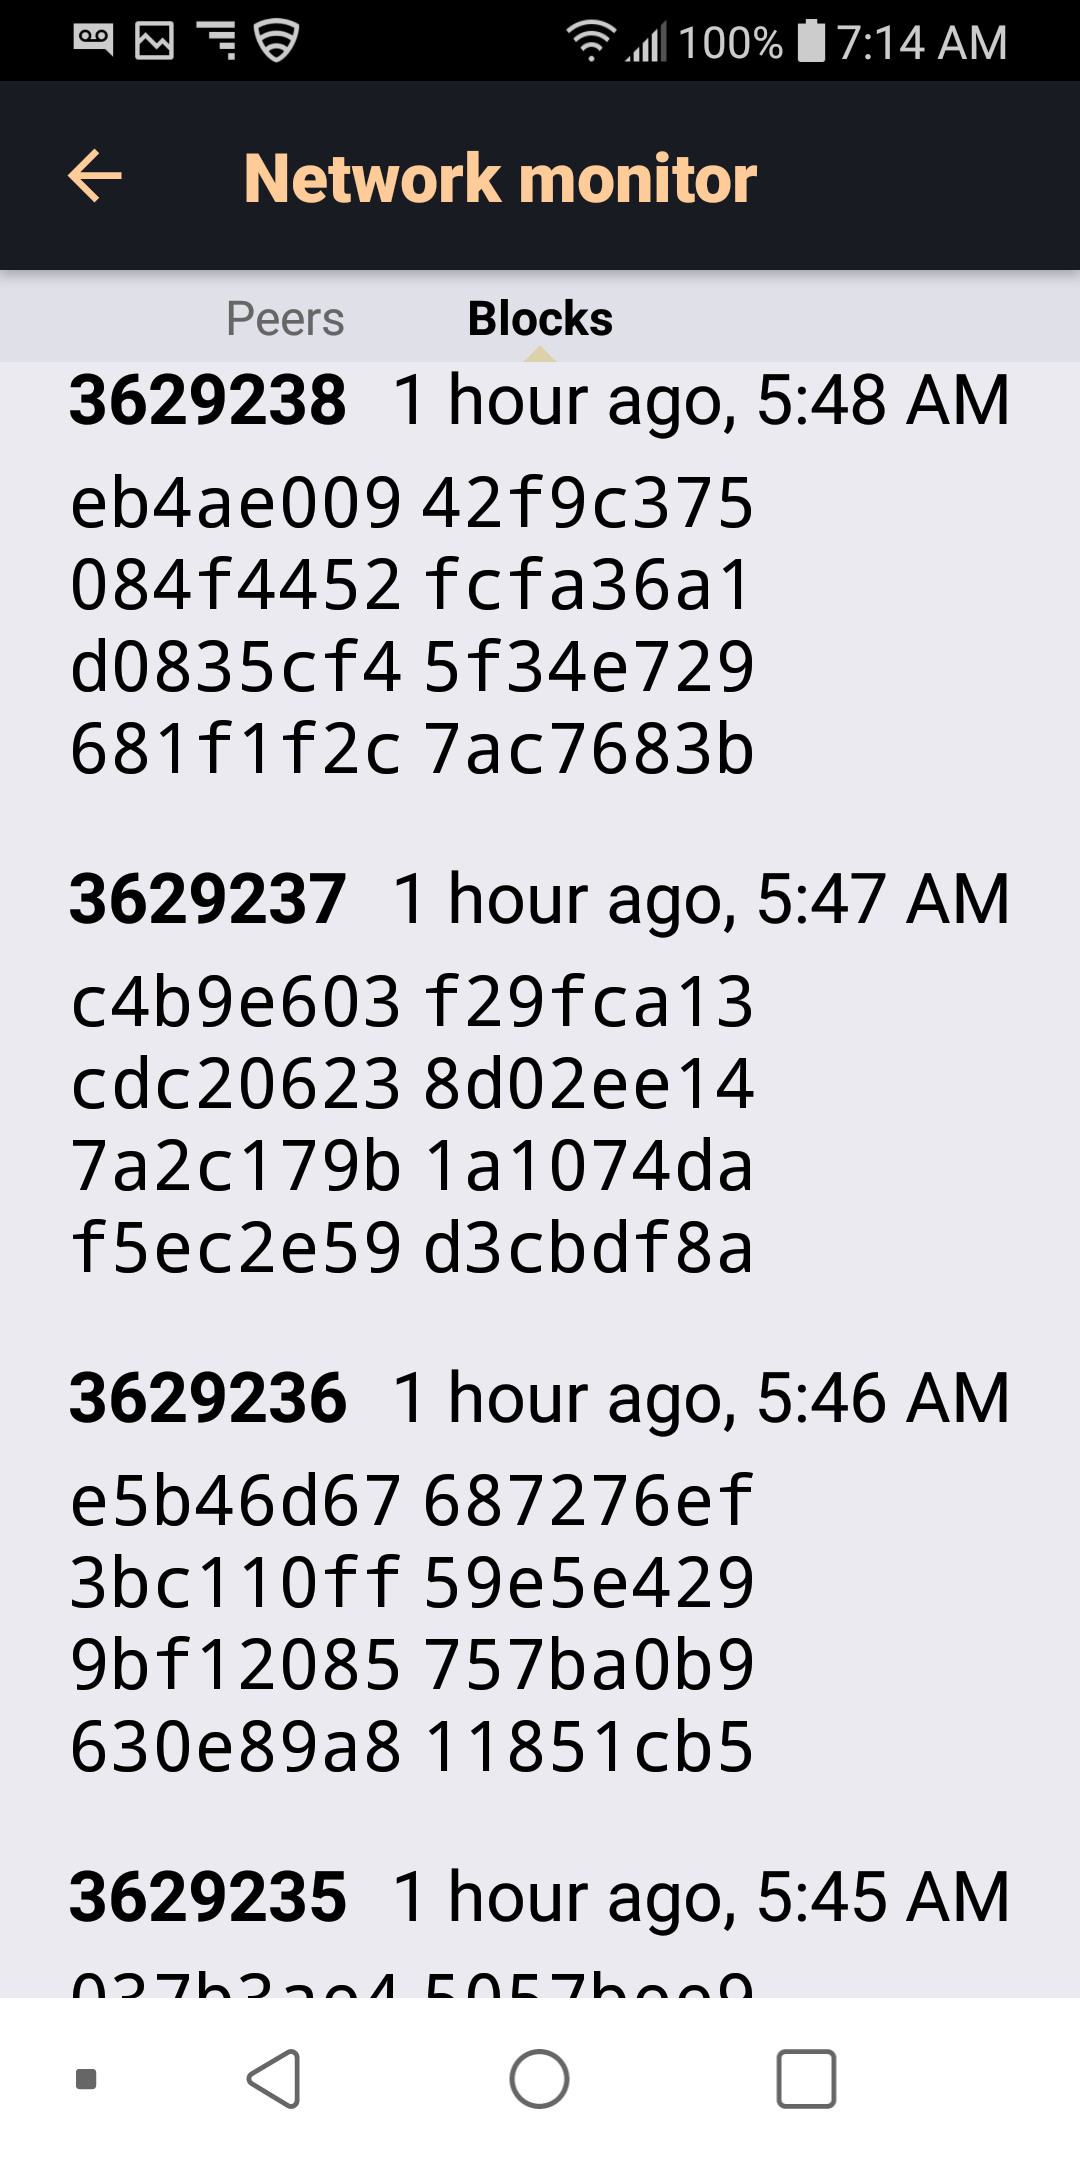 100% 7:14 AM
Network monitor
Peers Blocks
3629238 1 hour ago, 5:48 AM
eb4ae009 42f9c375
084f4452 fcfa36a1
d0835cf4 5f34e729
681f1f2c 7ac7683b
3629237 1 hour ago, 5:47 AM
c4b9e603 f29fca13
cdc20623 8d02ee14
7a2c179b 1a1074da
f5ec2e59 d3cbdf8a
3629236 1 hour ago, 5:46 AM
e5b46d67 687276ef
3bc110ff 59e5e429
9bf12085 757ba0b9
630e89a8 11851cb5
3629235 1 hour ago, 5:45 AM